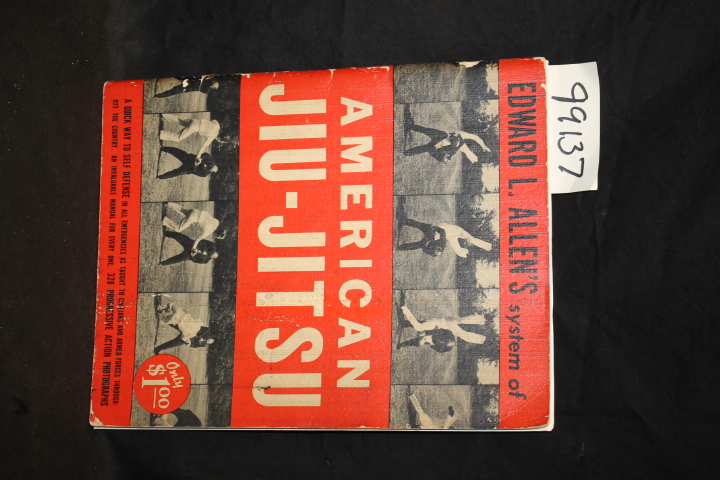 99137
EDWARD L. ALLEN'S system of
AMERICAN
JIU-JITSU
A QUICK WAY TO SELF DEFENSE IN ALL EMERGENCIES AS TAUGHT TO CIVILIANS AND ARMED FORCES THROUGH-
OUT THE COUNTRY. AN INVALUABLE MANUAL FOR EVERY ONE. 328 PROGRESSIVE ACTION PHOTOGRAPHS
Only
$1.00